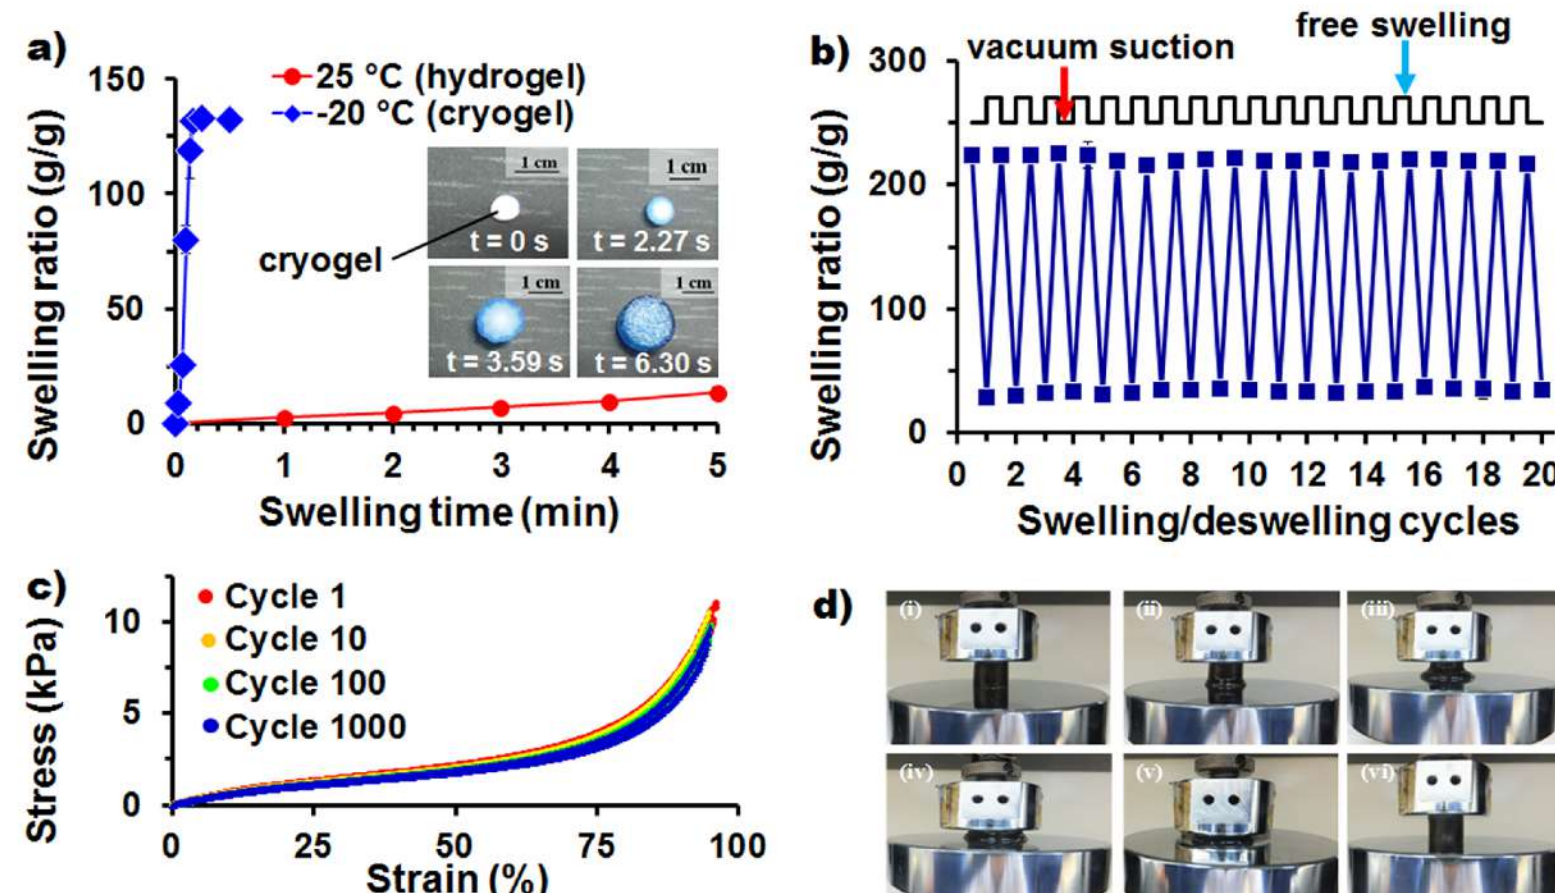 a)
150
100
50
0
Swelling ratio (g/g)
25 °C (hydrogel)
-20 °C (cryogel)
1 cm
t = 0 s
1 cm
t = 2.27 s
cryogel
1 cm
t = 3.59 s
1 cm
t = 6.30 s
0 1 2 3 4 5
Swelling time (min)
b)
vacuum suction
free swelling
300
200
100
0
Swelling ratio (g/g)
0 2 4 6 8 10 12 14 16 18 20
Swelling/deswelling cycles
c)
10
5
0
Stress (kPa)
Cycle 1
Cycle 10
Cycle 100
Cycle 1000
0 25 50 75 100
Strain (%)
d)
(i)
(ii)
(iii)
(iv)
(v)
(vi)